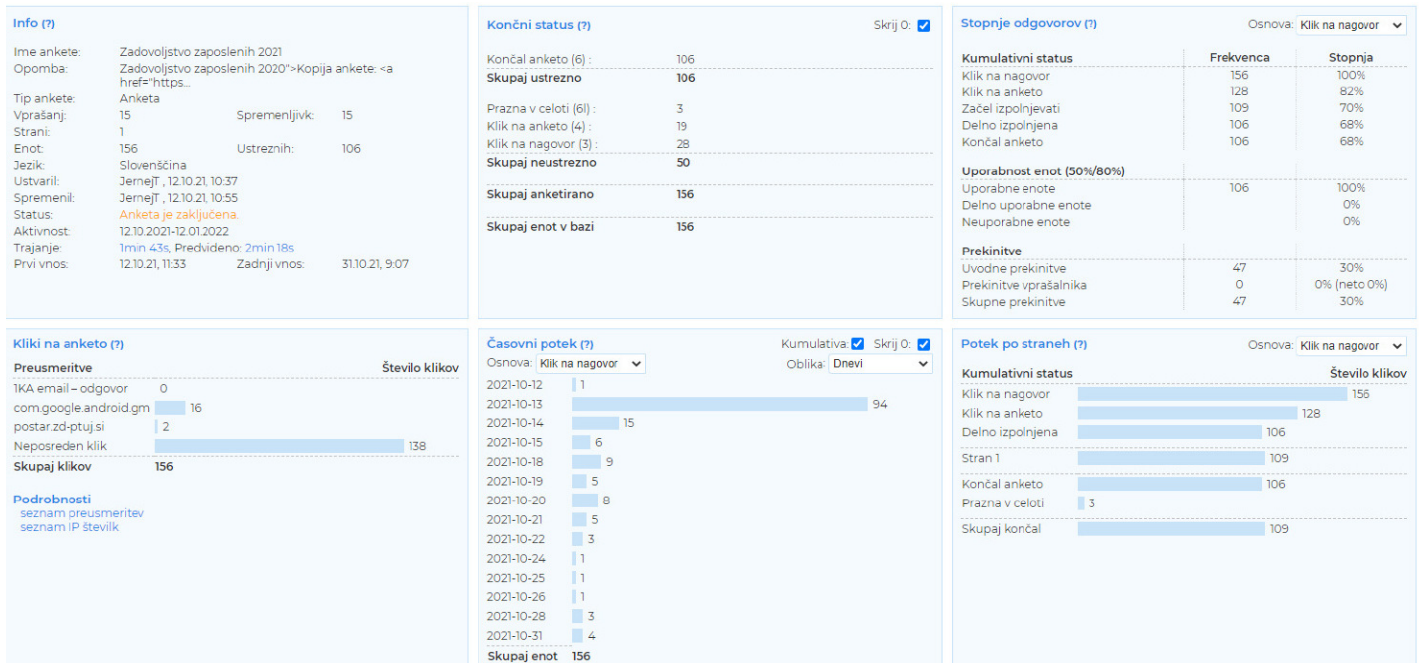 Info (?)
Ime ankete: Zadovoljstvo zaposlenih 2021
Opomba: Zadovoljstvo zaposlenih 2020">Kopija ankete: <a
href="https...
Tip ankete: Anketa
Vprašanj: 15 Spremenljivk: 15
Strani: 1
Enot: 156 Ustreznih: 106
Jezik: Slovenščina
Ustvaril: JernejT , 12.10.21, 10:37
Spremenil: JernejT , 12.10.21, 10:55
Status: Anketa je zaključena.
Aktivnost: 12.10.2021-12.01.2022
Trajanje: 1min 43s, Predvideno: 2min 18s
Prvi vnos: 12.10.21, 11:33 Zadnji vnos: 31.10.21, 9:07
Končni status (?) Skrij 0:
Končal anketo (6) : 106
Skupaj ustrezno 106
Prazna v celoti (6l) : 3
Klik na anketo (4) : 19
Klik na nagovor (3) : 28
Skupaj neustrezno 50
Skupaj anketirano 156
Skupaj enot v bazi 156
Stopnje odgovorov (?) Osnova: Klik na nagovor
Kumulativni status Frekvenca Stopnja
Klik na nagovor 156 100%
Klik na anketo 128 82%
Začel izpolnjevati 109 70%
Delno izpolnjena 106 68%
Končal anketo 106 68%
Uporabnost enot (50%/80%)
Uporabne enote 106 100%
Delno uporabne enote 0%
Neuporabne enote 0%
Prekinitve
Uvodne prekinitve 47 30%
Prekinitve vprašalnika 0 0% (neto 0%)
Skupne prekinitve 47 30%
Kliki na anketo (?)
Preusmeritve Število klikov
1KA email – odgovor 0
com.google.android.gm 16
postar.zd-ptuj.si 2
Neposreden klik 138
Skupaj klikov 156
Podrobnosti
seznam preusmeritev
seznam IP številk
Časovni potek (?) Kumulativa: Skrij 0:
Osnova: Klik na nagovor Oblika: Dnevi
2021-10-12 1
2021-10-13 94
2021-10-14 15
2021-10-15 6
2021-10-18 9
2021-10-19 5
2021-10-20 8
2021-10-21 5
2021-10-22 3
2021-10-24 1
2021-10-25 1
2021-10-26 1
2021-10-28 3
2021-10-31 4
Skupaj enot 156
Potek po straneh (?) Osnova: Klik na nagovor
Kumulativni status Število klikov
Klik na nagovor 156
Klik na anketo 128
Delno izpolnjena 106
Stran 1 109
Končal anketo 106
Prazna v celoti 3
Skupaj končal 109